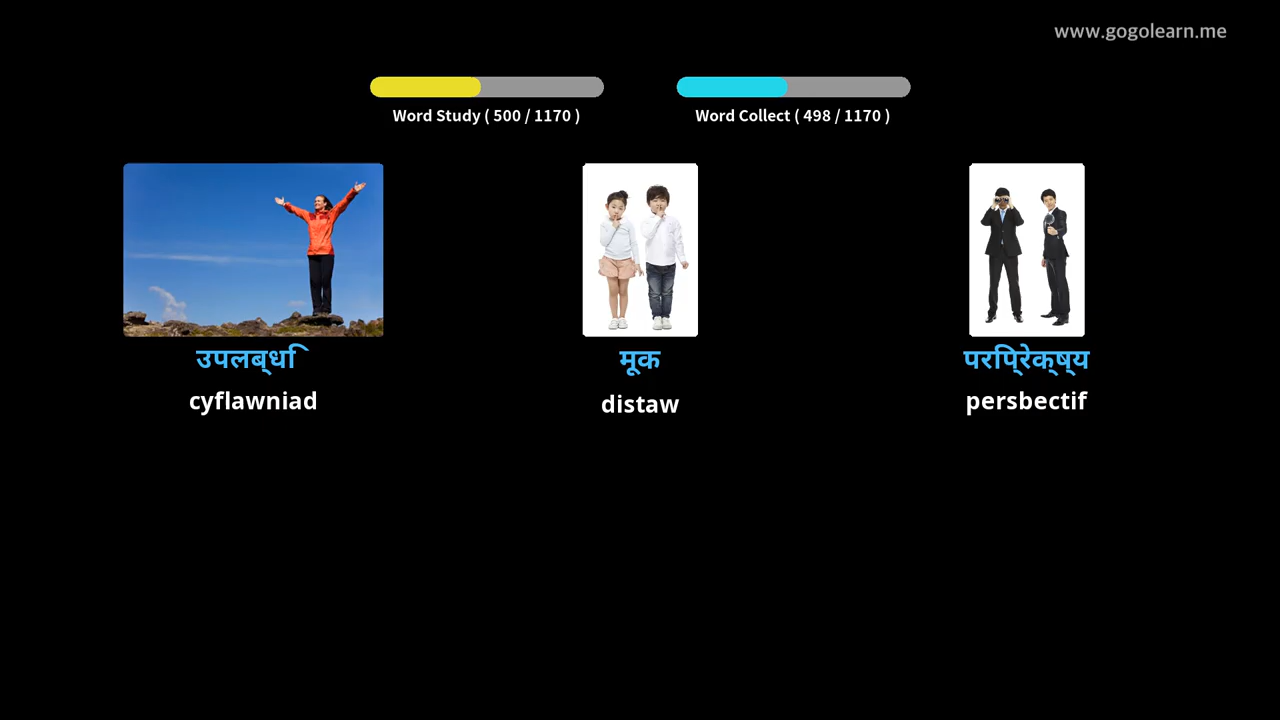 www.gogolearn.me
Word Study ( 500 / 1170 )
Word Collect ( 498 / 1170 )
उपलब्धि
मूक
परिप्रेक्ष्य
cyflawniad
distaw
persbectif